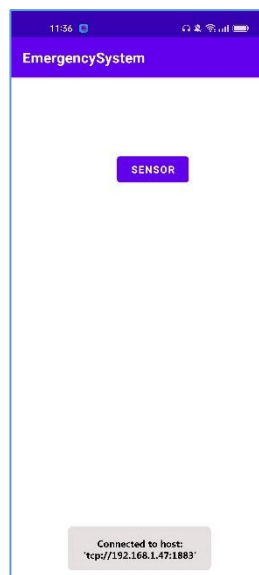 11:36
EmergencySystem
SENSOR
Connected to host:
'tcp://192.168.1.47:1883'